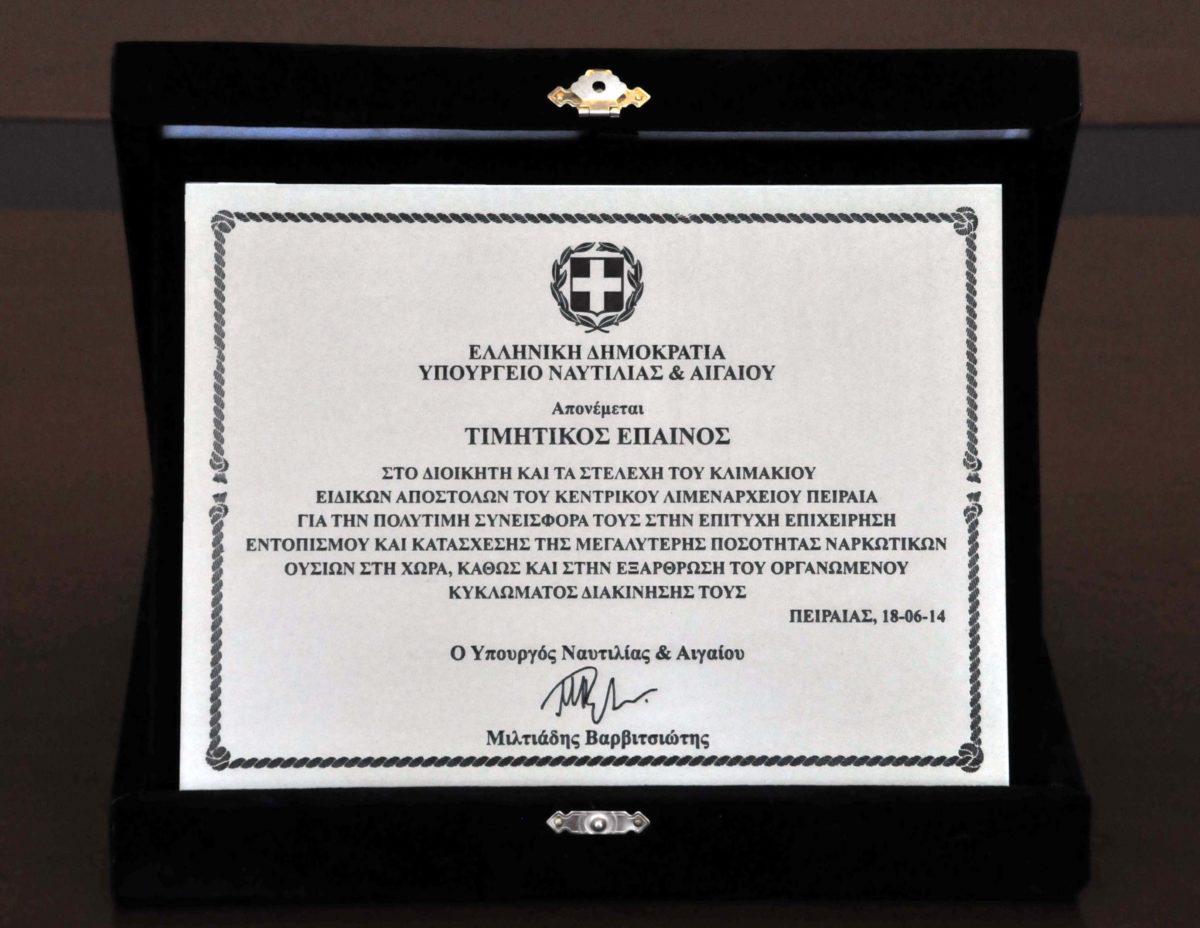 ΕΛΛΗΝΙΚΗ ΔΗΜΟΚΡΑΤΙΑ
ΥΠΟΥΡΓΕΙΟ ΝΑΥΤΙΛΙΑΣ & ΑΙΓΑΙΟΥ
Απονέμεται
ΤΙΜΗΤΙΚΟΣ ΕΠΑΙΝΟΣ
ΣΤΟ ΔΙΟΙΚΗΤΗ ΚΑΙ ΤΑ ΣΤΕΛΕΧΗ ΤΟΥ ΚΛΙΜΑΚΙΟΥ
ΕΙΔΙΚΩΝ ΑΠΟΣΤΟΛΩΝ ΤΟΥ ΚΕΝΤΡΙΚΟΥ ΛΙΜΕΝΑΡΧΕΙΟΥ ΠΕΙΡΑΙΑ
ΓΙΑ ΤΗΝ ΠΟΛΥΤΙΜΗ ΣΥΝΕΙΣΦΟΡΑ ΤΟΥΣ ΣΤΗΝ ΕΠΙΤΥΧΗ ΕΠΙΧΕΙΡΗΣΗ
ΕΝΤΟΠΙΣΜΟΥ ΚΑΙ ΚΑΤΑΣΧΕΣΗΣ ΤΗΣ ΜΕΓΑΛΥΤΕΡΗΣ ΠΟΣΟΤΗΤΑΣ ΝΑΡΚΩΤΙΚΩΝ
ΟΥΣΙΩΝ ΣΤΗ ΧΩΡΑ, ΚΑΘΩΣ ΚΑΙ ΣΤΗΝ ΕΞΑΡΘΡΩΣΗ ΤΟΥ ΟΡΓΑΝΩΜΕΝΟΥ
ΚΥΚΛΩΜΑΤΟΣ ΔΙΑΚΙΝΗΣΗΣ ΤΟΥΣ
ΠΕΙΡΑΙΑΣ, 18-06-14
Ο Υπουργός Ναυτιλίας & Αιγαίου
Μιλτιάδης Βαρβιτσιώτης